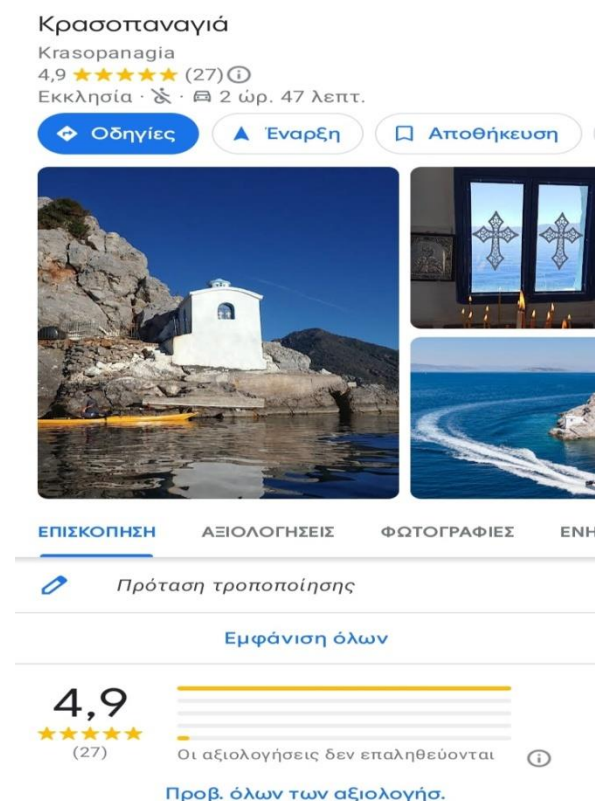 Κρασοπαναγιά
Krasopanagia
4,9 (27)
Εκκλησία · · 2 ώρ. 47 λεπτ.
Οδηγίες Έναρξη Αποθήκευση
ΕΠΙΣΚΟΠΗΣΗ ΑΞΙΟΛΟΓΗΣΕΙΣ ΦΩΤΟΓΡΑΦΙΕΣ ΕΝΗ
Πρόταση τροποποίησης
Εμφάνιση όλων
4,9
(27)
Οι αξιολογήσεις δεν επαληθεύονται
Προβ. όλων των αξιολογήσ.